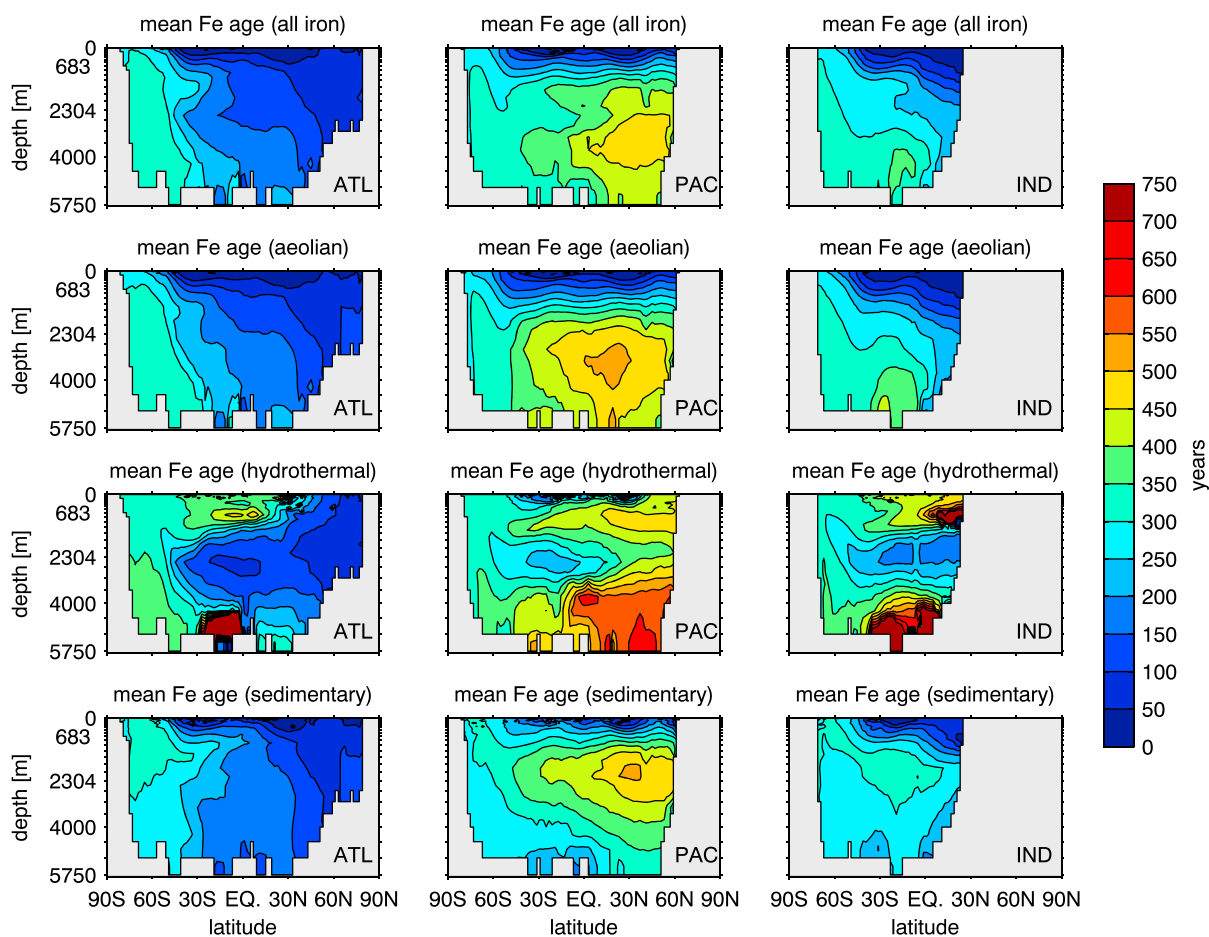 mean Fe age (all iron) mean Fe age (all iron) mean Fe age (all iron)
0
683
2304
4000
5750
depth [m]
ATL PAC IND
mean Fe age (aeolian) mean Fe age (aeolian) mean Fe age (aeolian)
0
683
2304
4000
5750
depth [m]
ATL PAC IND
mean Fe age (hydrothermal) mean Fe age (hydrothermal) mean Fe age (hydrothermal)
0
683
2304
4000
5750
depth [m]
ATL PAC IND
mean Fe age (sedimentary) mean Fe age (sedimentary) mean Fe age (sedimentary)
0
683
2304
4000
5750
depth [m]
ATL PAC IND
90S 60S 30S EQ. 30N 60N 90N 90S 60S 30S EQ. 30N 60N 90N 90S 60S 30S EQ. 30N 60N 90N
latitude latitude latitude
750
700
650
600
550
500
450
400
350
300
250
200
150
100
50
0
years